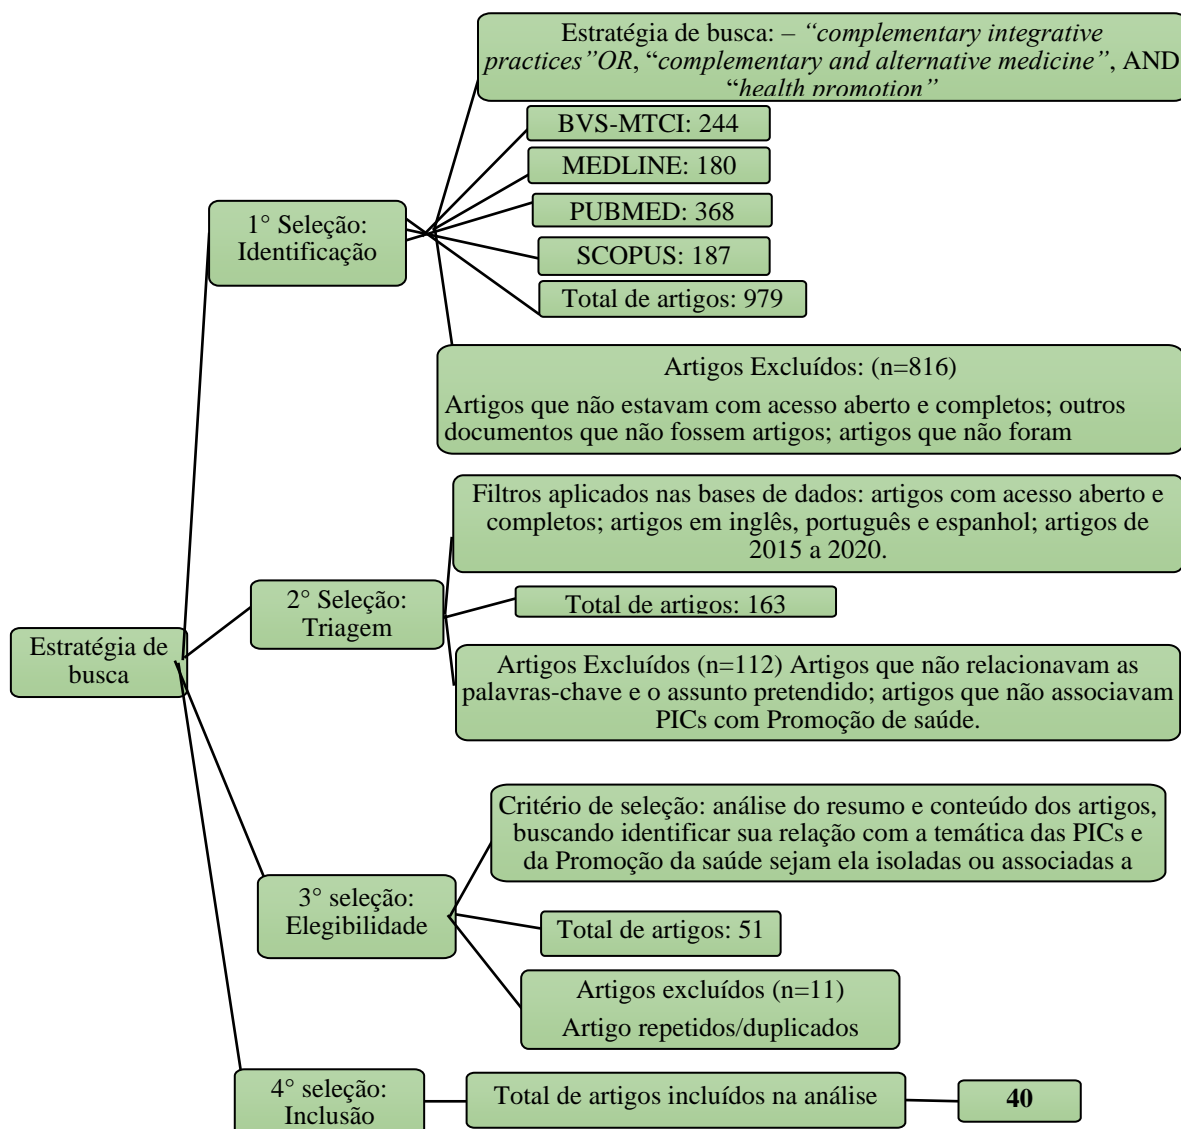 Estratégia de busca: – “complementary integrative
practices”OR, “complementary and alternative medicine”, AND
“health promotion”
BVS-MTCI: 244
MEDLINE: 180
PUBMED: 368
SCOPUS: 187
Total de artigos: 979
1° Seleção:
Identificação
Artigos Excluídos: (n=816)
Artigos que não estavam com acesso aberto e completos; outros
documentos que não fossem artigos; artigos que não foram
Filtros aplicados nas bases de dados: artigos com acesso aberto e
completos; artigos em inglês, português e espanhol; artigos de
2015 a 2020.
2° Seleção:
Triagem
Total de artigos: 163
Estratégia de
busca
Artigos Excluídos (n=112) Artigos que não relacionavam as
palavras-chave e o assunto pretendido; artigos que não associavam
PICs com Promoção de saúde.
Critério de seleção: análise do resumo e conteúdo dos artigos,
buscando identificar sua relação com a temática das PICs e
da Promoção da saúde sejam ela isoladas ou associadas a
3° seleção:
Elegibilidade
Total de artigos: 51
Artigos excluídos (n=11)
Artigo repetidos/duplicados
4° seleção:
Inclusão
Total de artigos incluídos na análise
40